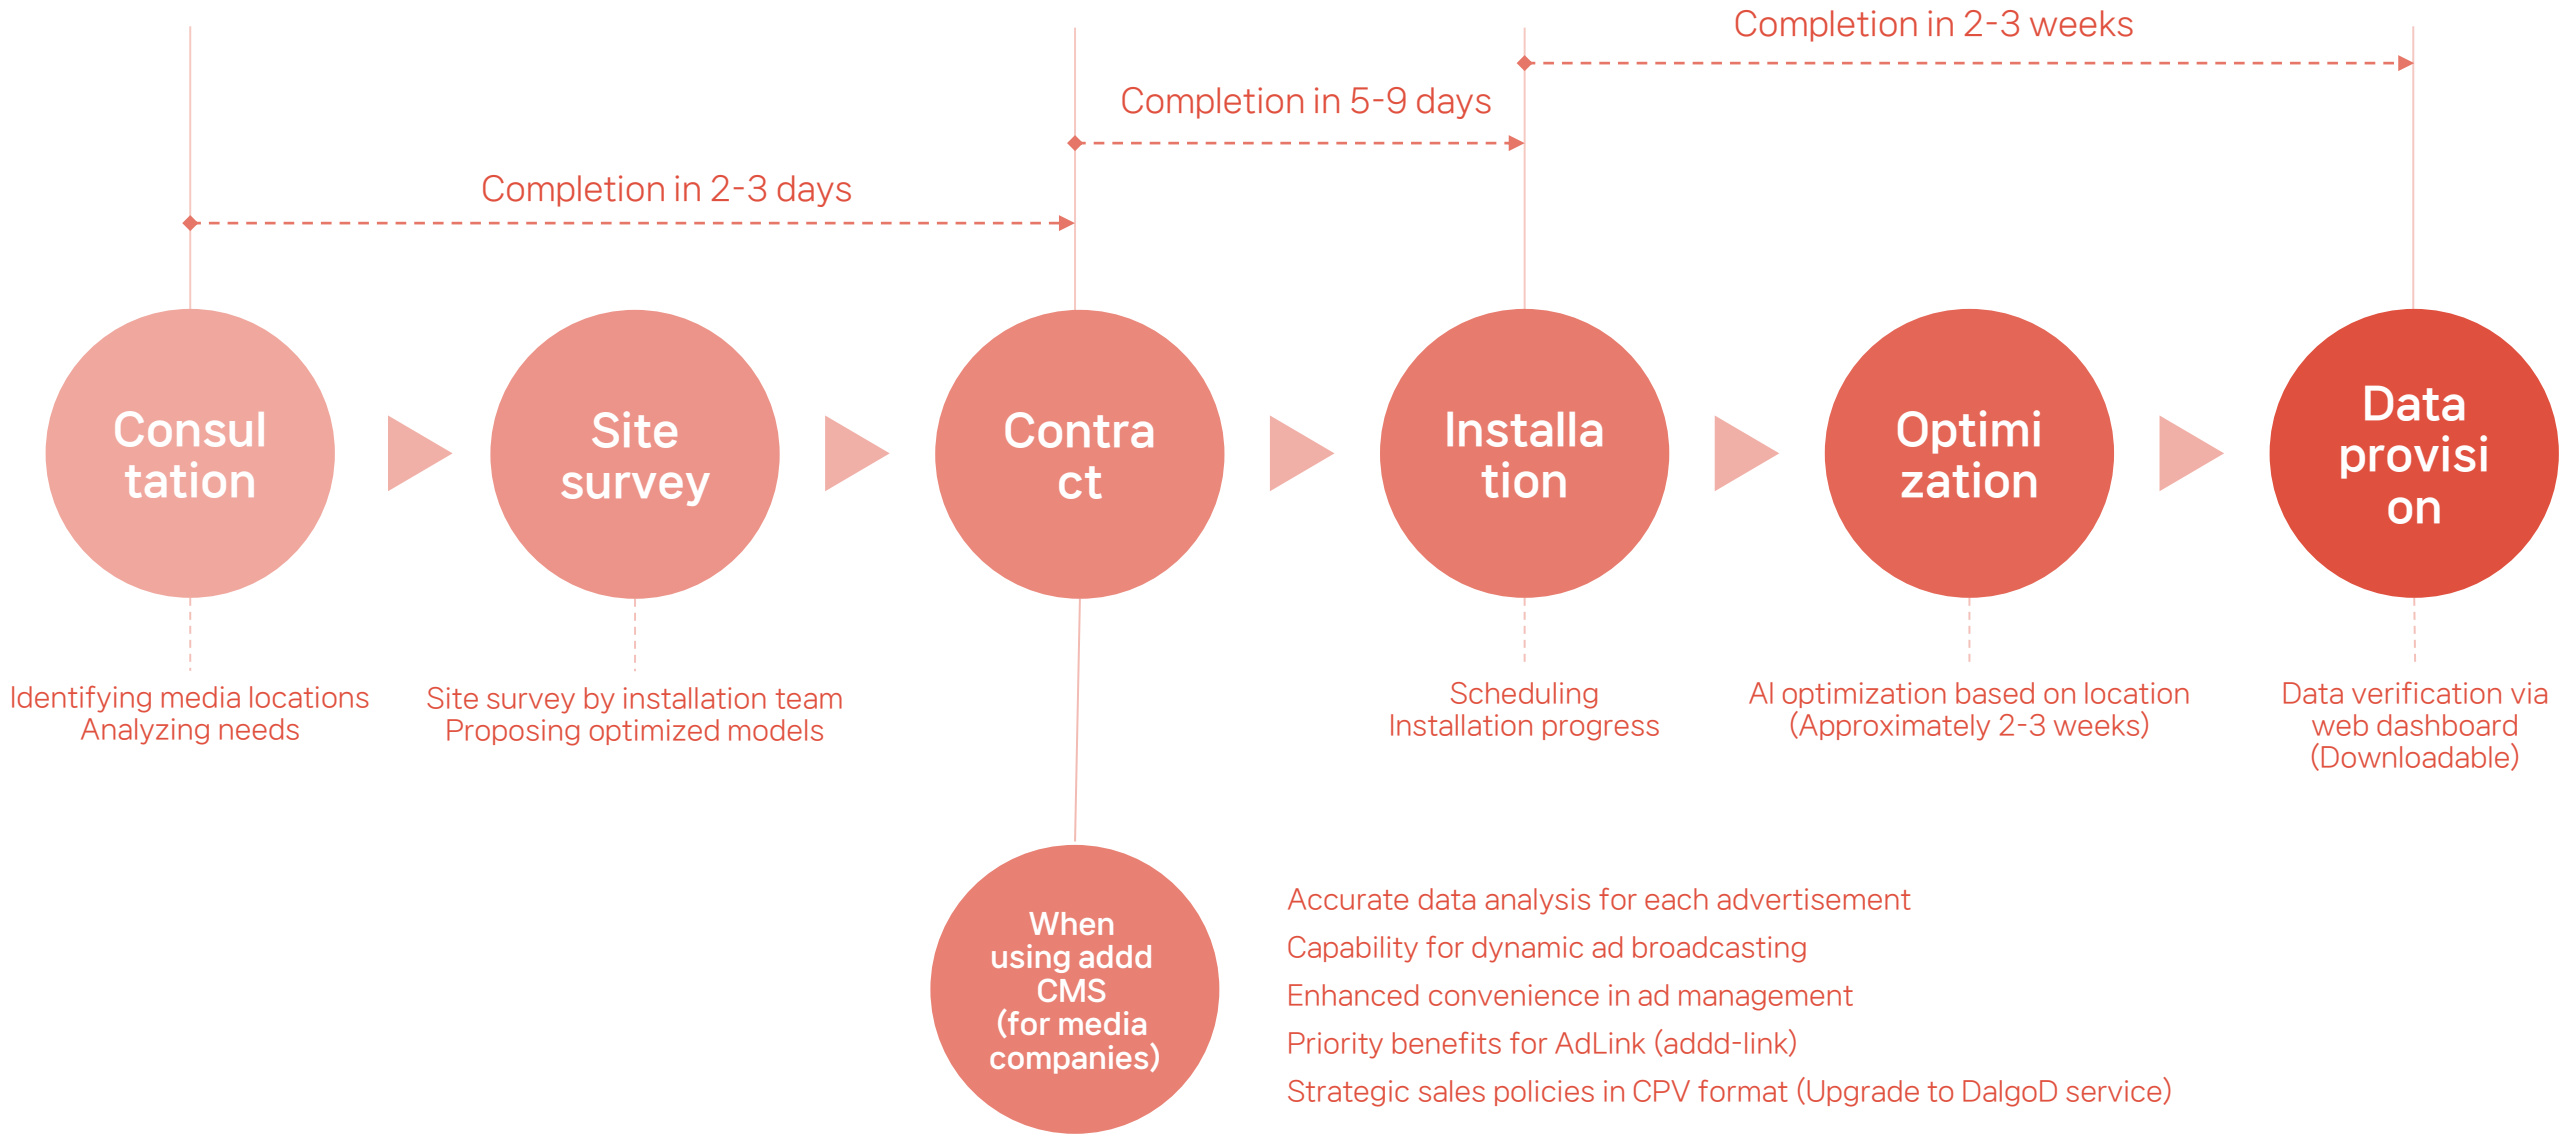 Completion in 2-3 weeks
Completion in 5-9 days
Completion in 2-3 days
Consul
tation
Site
survey
Contra
ct
Installa
tion
Optimi
zation
Data
provisi
on
Identifying media locations
Analyzing needs
Site survey by installation team
Proposing optimized models
Scheduling
Installation progress
AI optimization based on location
(Approximately 2-3 weeks)
Data verification via
web dashboard
(Downloadable)
When
using addd
CMS
(for media
companies)
Accurate data analysis for each advertisement
Capability for dynamic ad broadcasting
Enhanced convenience in ad management
Priority benefits for AdLink (addd-link)
Strategic sales policies in CPV format (Upgrade to DalgoD service)